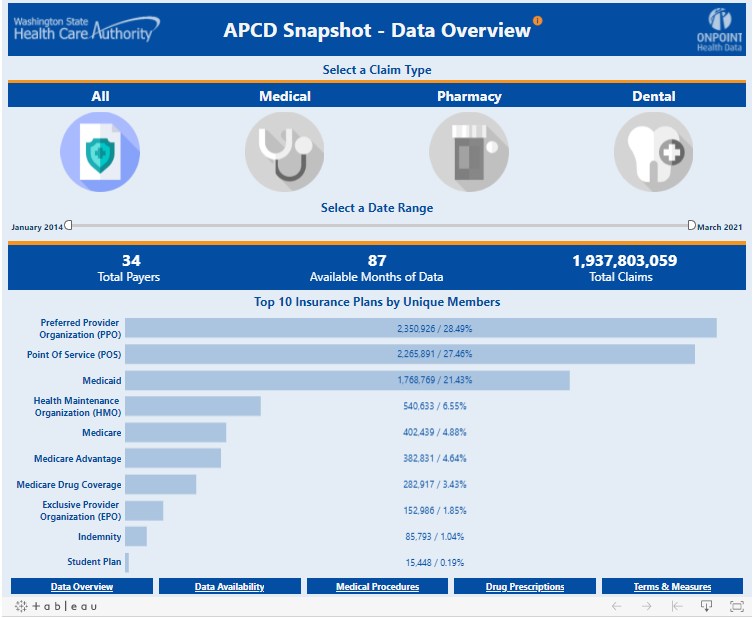 Washington State
Health Care Authority
APCD Snapshot - Data Overview
i
ONPOINT
Health Data
Select a Claim Type
All
Medical
Pharmacy
Dental
Select a Date Range
January 2014
March 2021
34
Total Payers
87
Available Months of Data
1,937,803,059
Total Claims
Top 10 Insurance Plans by Unique Members
Preferred Provider
Organization (PPO)
2,350,926 / 28.49%
Point Of Service (POS)
2,265,891 / 27.46%
Medicaid
1,768,769 / 21.43%
Health Maintenance
Organization (HMO)
540,633 / 6.55%
Medicare
402,439 / 4.88%
Medicare Advantage
382,831 / 4.64%
Medicare Drug Coverage
282,917 / 3.43%
Exclusive Provider
Organization (EPO)
152,986 / 1.85%
Indemnity
85,793 / 1.04%
Student Plan
15,448 / 0.19%
Data Overview
Data Availability
Medical Procedures
Drug Prescriptions
Terms & Measures
+ a b l e a u